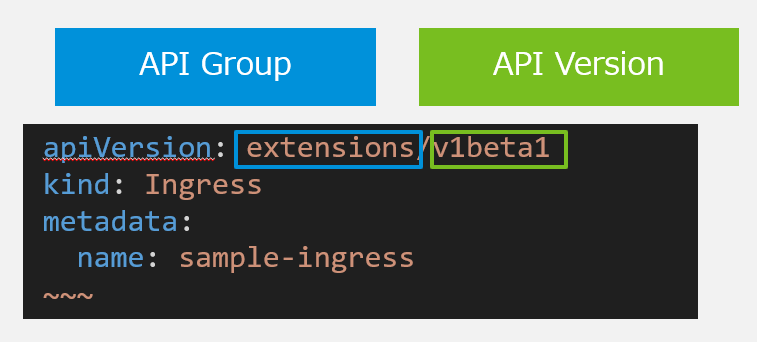 API Group
API Version
apiVersion: extensions/v1beta1
kind: Ingress
metadata:
  name: sample-ingress
~~~